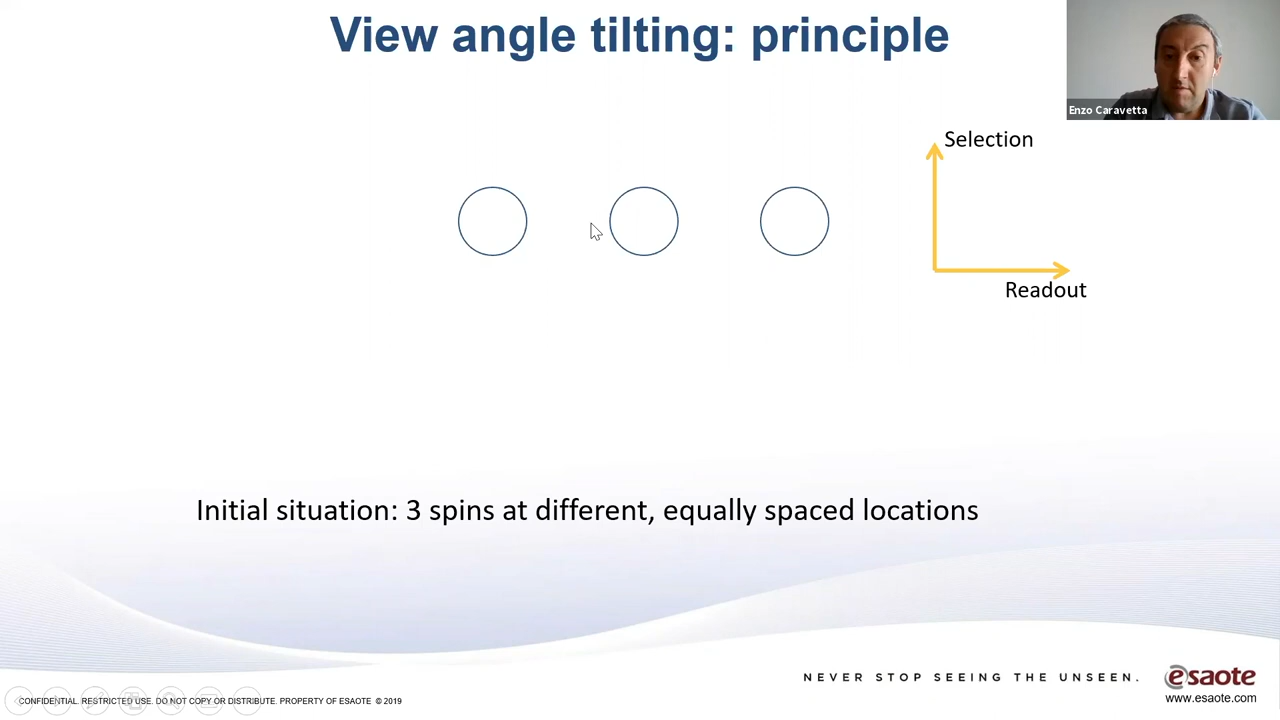 View angle tilting: principle
Enzo Caravetta
Selection
Readout
Initial situation: 3 spins at different, equally spaced locations
NEVER STOP SEEING THE UNSEEN.
esaote
www.esaote.com
CONFIDENTIAL. RESTRICTED USE. DO NOT COPY OR DISTRIBUTE. PROPERTY OF ESAOTE © 2019